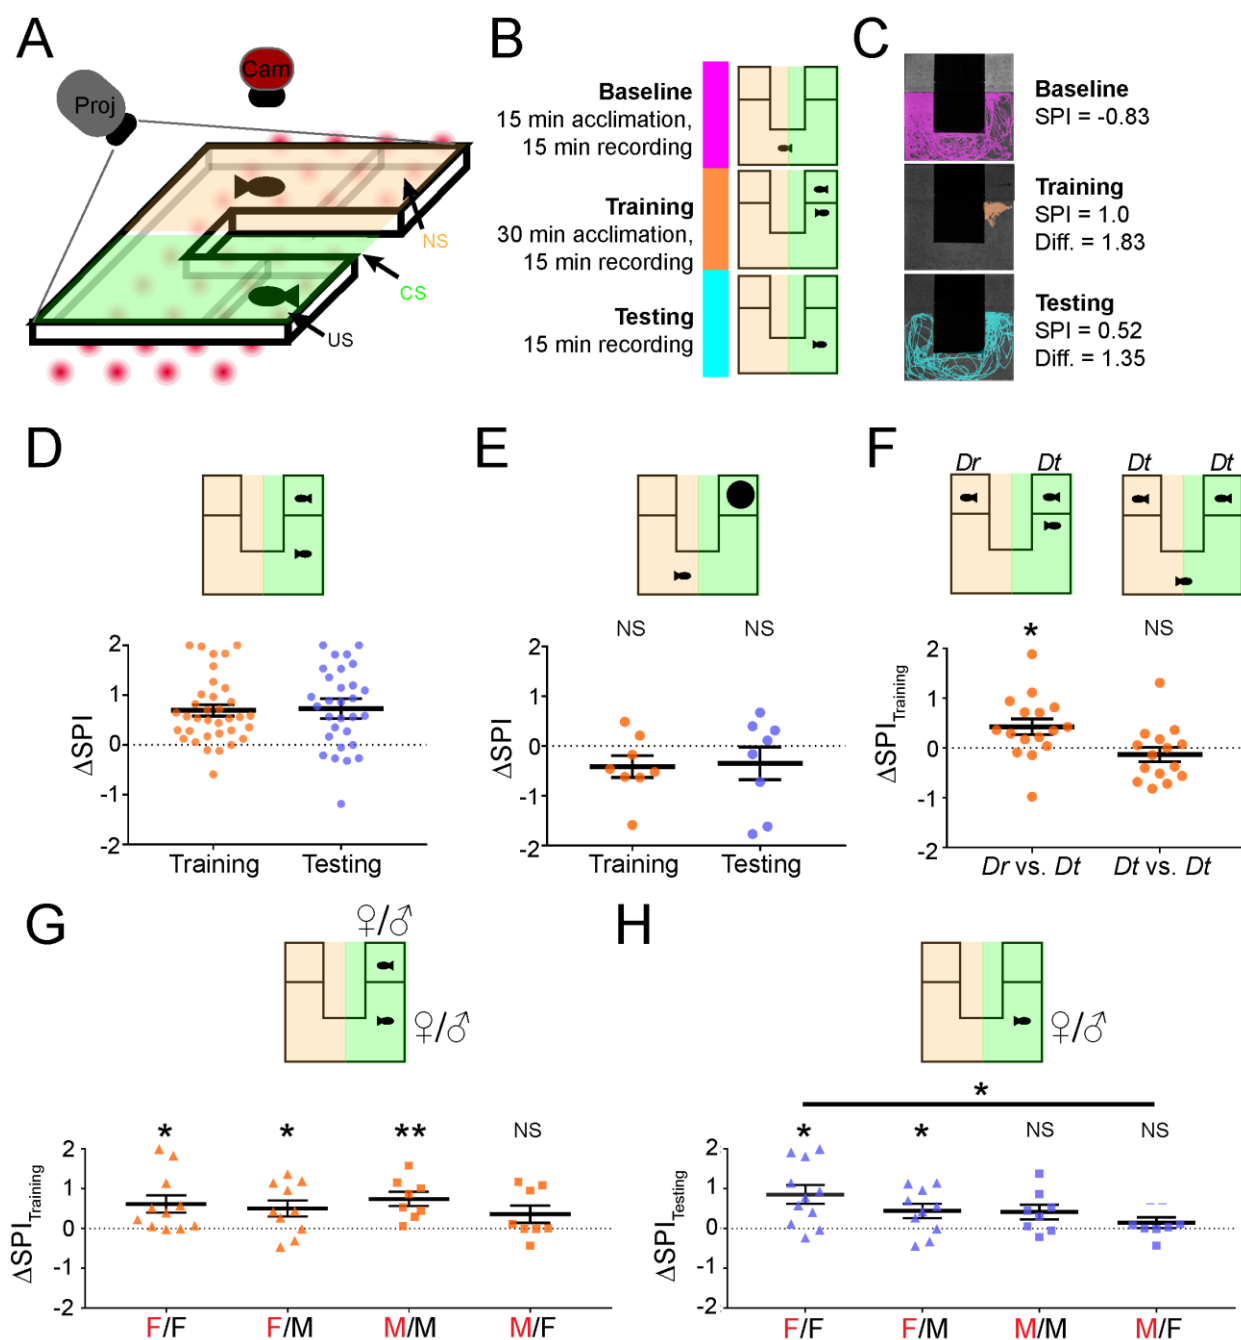 A
Proj
Cam
NS
CS
US
B
Baseline
15 min acclimation,
15 min recording
Training
30 min acclimation,
15 min recording
Testing
15 min recording
C
Baseline
SPI = -0.83
Training
SPI = 1.0
Diff. = 1.83
Testing
SPI = 0.52
Diff. = 1.35
D
ΔSPI
2
1
0
-1
-2
Training Testing
E
NS NS
ΔSPI
2
1
0
-1
-2
Training Testing
F
Dr Dt Dt Dt
* NS
ΔSPITraining
2
1
0
-1
-2
Dr vs. Dt Dt vs. Dt
G
♀/♂
♀/♂
* * ** NS
ΔSPITraining
2
1
0
-1
-2
F/F F/M M/M M/F
H
♀/♂
*
* * NS NS
ΔSPITesting
2
1
0
-1
-2
F/F F/M M/M M/F